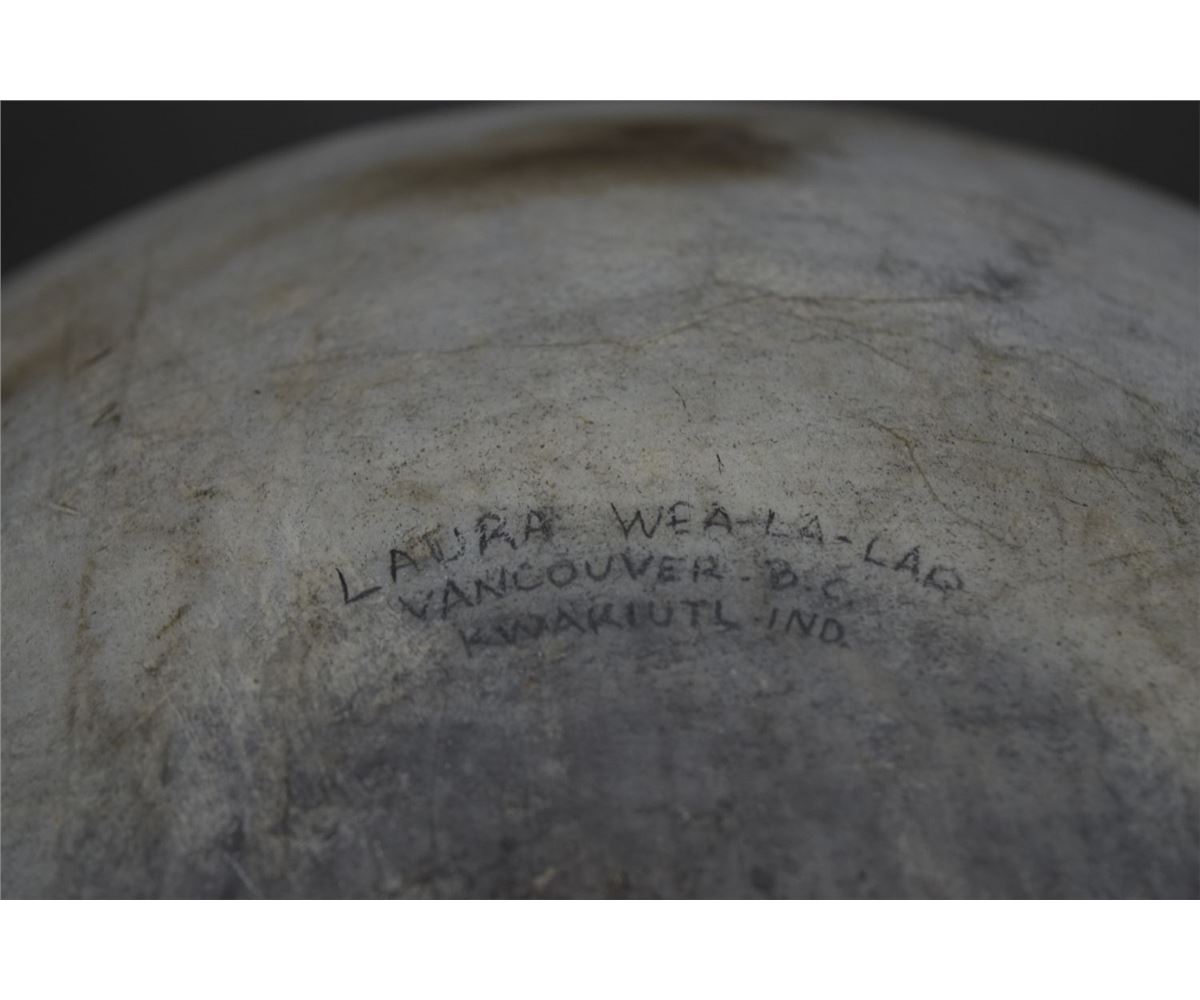 LAURA WEA-LA-LAQ
VANCOUVER. B.C.
KWAKIUTL. IND.